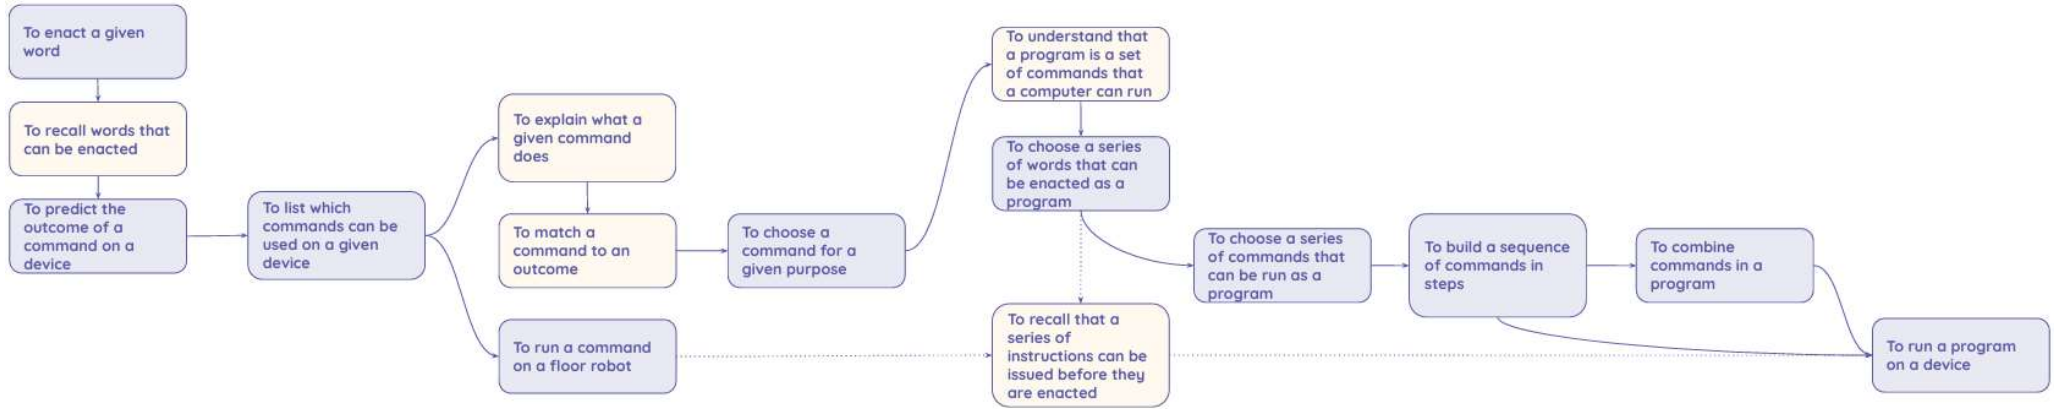 To enact a given
word
To recall words that
can be enacted
To predict the
outcome of a
command on a
device
To list which
commands can be
used on a given
device
To explain what a
given command
does
To match a
command to an
outcome
To run a command
on a floor robot
To choose a
command for a
given purpose
To understand that
a program is a set
of commands that
a computer can run
To choose a series
of words that can
be enacted as a
program
To recall that a
series of
instructions can be
issued before they
are enacted
To choose a series
of commands that
can be run as a
program
To build a sequence
of commands in
steps
To combine
commands in a
program
To run a program
on a device